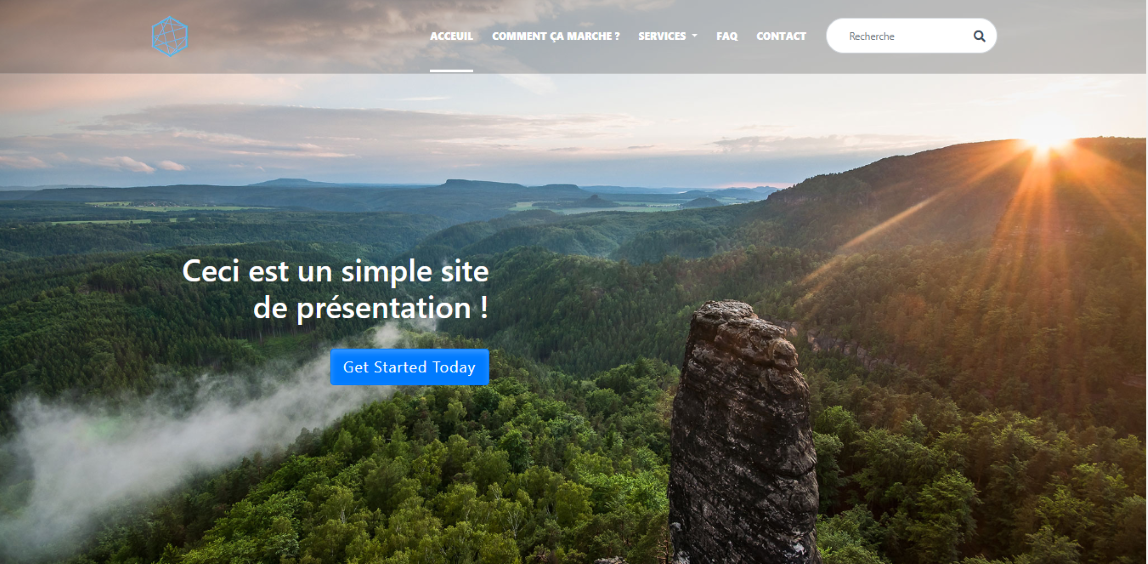 ACCEUIL COMMENT ÇA MARCHE ? SERVICES FAQ CONTACT Recherche
Ceci est un simple site
de présentation !
Get Started Today